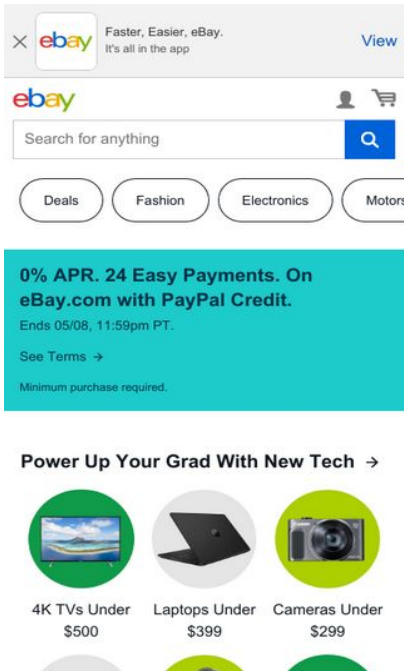 ebay
Faster, Easier, eBay.
It's all in the app
View
ebay
Search for anything
Deals
Fashion
Electronics
Motors
0% APR. 24 Easy Payments. On
eBay.com with PayPal Credit.
Ends 05/08, 11:59pm PT.
See Terms →
Minimum purchase required.
Power Up Your Grad With New Tech →
4K TVs Under
$500
Laptops Under
$399
Cameras Under
$299